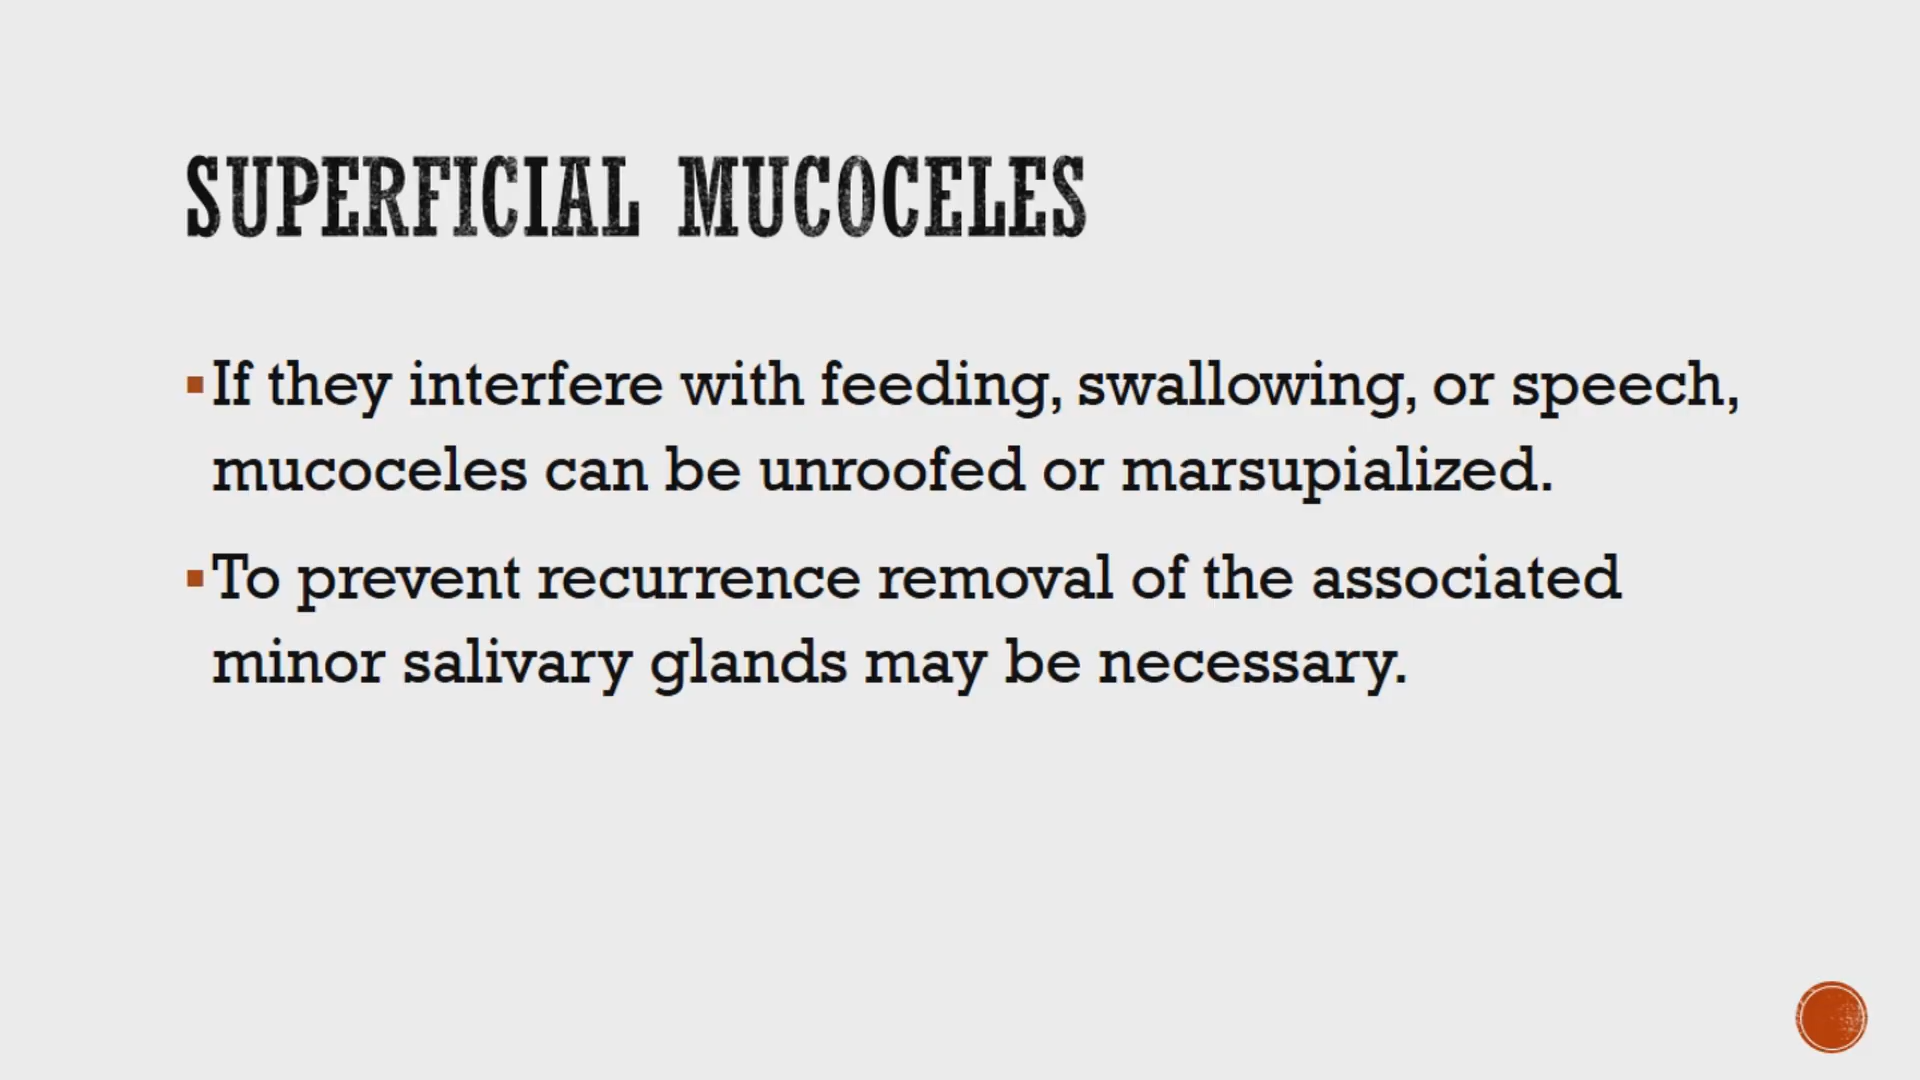 SUPERFICIAL MUCOCELES
▪If they interfere with feeding, swallowing, or speech,
mucoceles can be unroofed or marsupialized.
▪To prevent recurrence removal of the associated
minor salivary glands may be necessary.